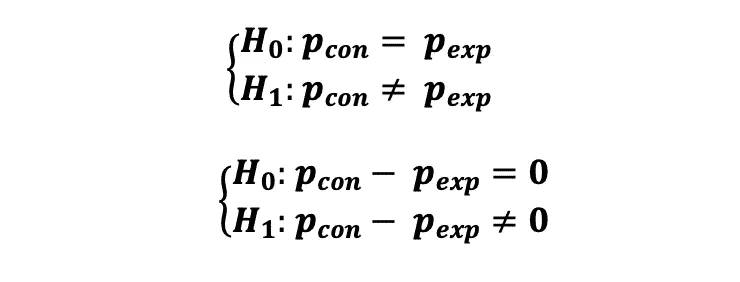 H₀: p_con = p_exp
H₁: p_con ≠ p_exp
H₀: p_con − p_exp = 0
H₁: p_con − p_exp ≠ 0